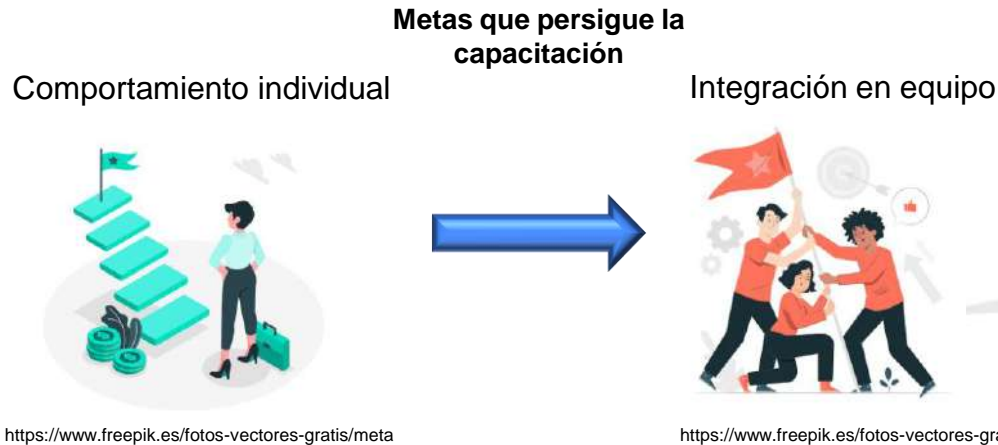 Metas que persigue la
capacitación
Comportamiento individual
Integración en equipo
https://www.freepik.es/fotos-vectores-gratis/meta